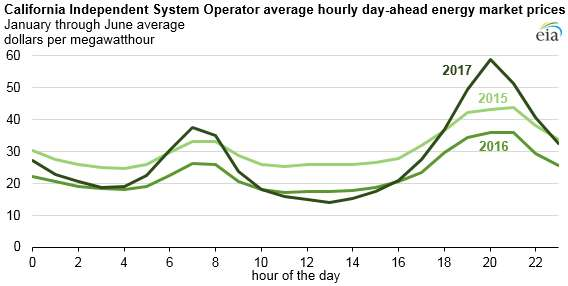 California Independent System Operator average hourly day-ahead energy market prices
January through June average
dollars per megawatthour
eia
60
50
40
30
20
10
0
2017
2015
2016
0 2 4 6 8 10 12 14 16 18 20 22
hour of the day